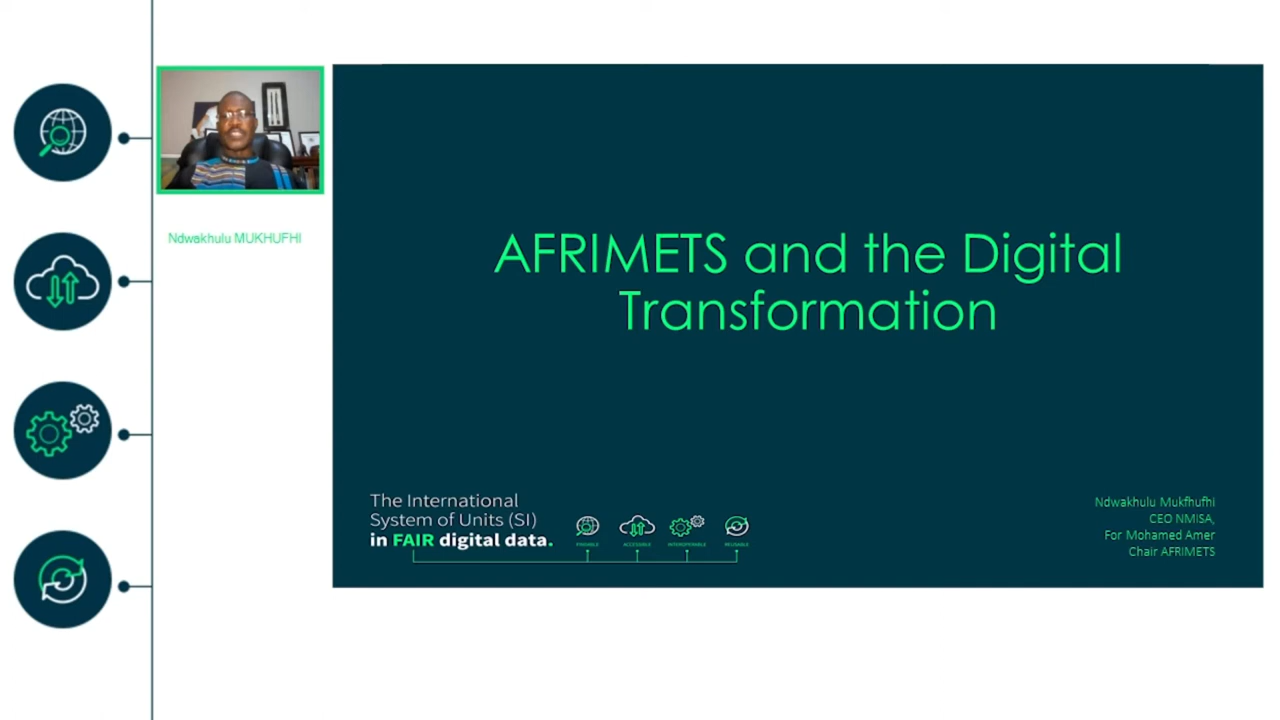 Ndwakhulu MUKHUFHI
AFRIMETS and the Digital
Transformation
The International
System of Units (SI)
in FAIR digital data.
FINDABLE
ACCESSIBLE
INTEROPERABLE
REUSABLE
Ndwakhulu Mukfhufhi
CEO NMISA,
For Mohamed Amer
Chair AFRIMETS